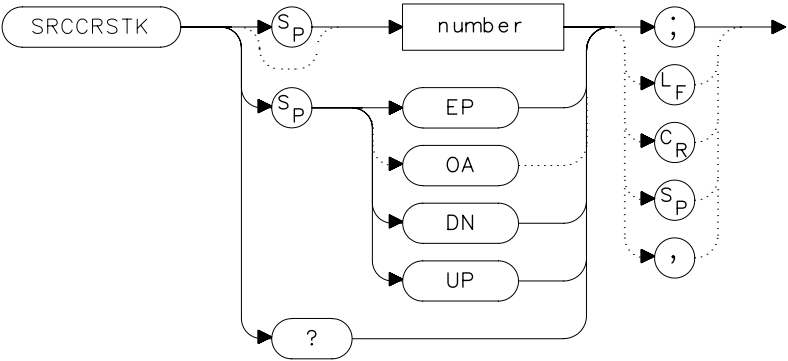 SRCCRSTK SP number ;
SP EP LF
OA CR
DN SP
UP ,
?